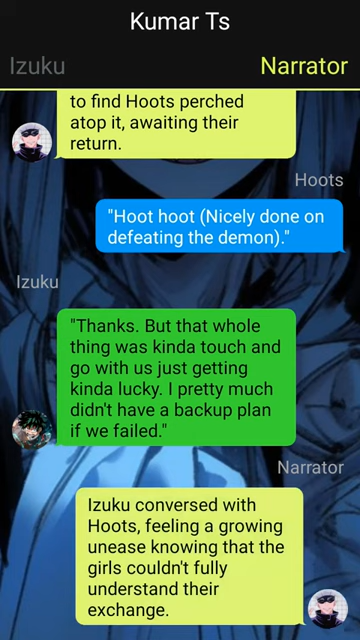 Kumar Ts
Izuku
Narrator
to find Hoots perched
atop it, awaiting their
return.
Hoots
"Hoot hoot (Nicely done on
defeating the demon)."
Izuku
"Thanks. But that whole
thing was kinda touch and
go with us just getting
kinda lucky. I pretty much
didn't have a backup plan
if we failed."
Narrator
Izuku conversed with
Hoots, feeling a growing
unease knowing that the
girls couldn't fully
understand their
exchange.